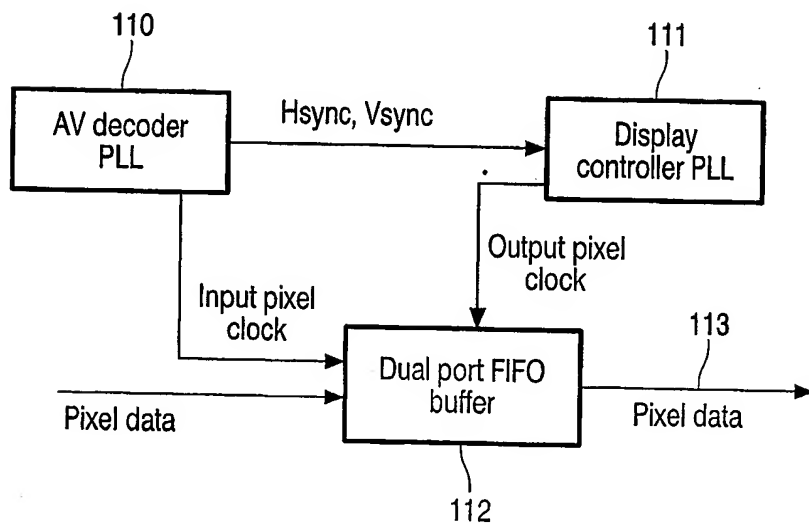 110
111
AV decoder
PLL
Hsync, Vsync
Display
controller PLL
Output pixel
clock
Input pixel
clock
113
Dual port FIFO
buffer
Pixel data
Pixel data
112